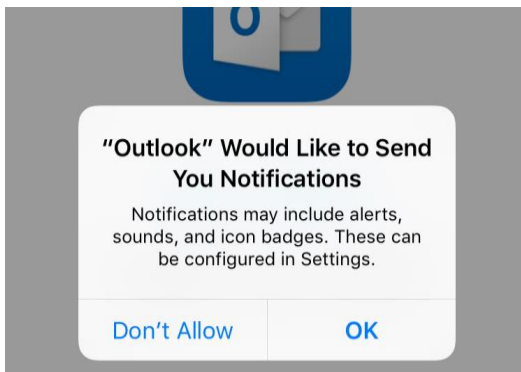 “Outlook” Would Like to Send
You Notifications
Notifications may include alerts,
sounds, and icon badges. These can
be configured in Settings.
Don’t Allow
OK